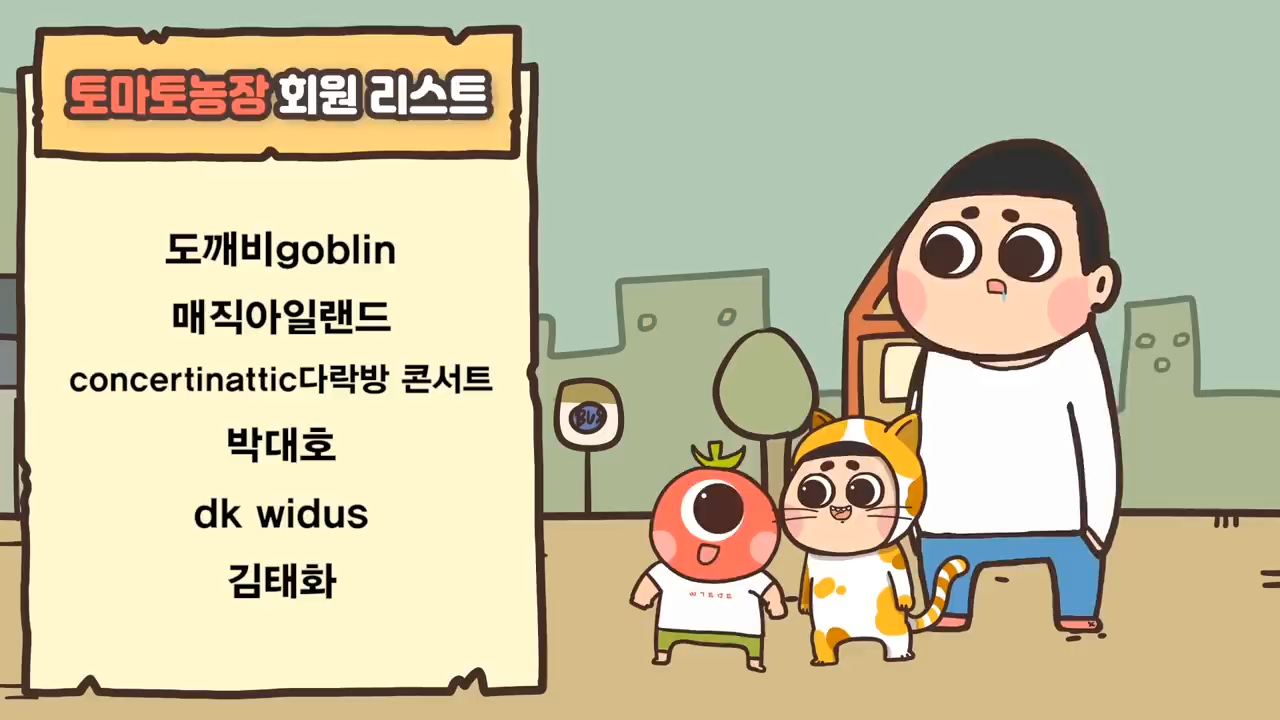 토마토농장 회원 리스트
도깨비goblin
매직아일랜드
concertinattic다락방 콘서트
박대호
dk widus
김태화
BUS